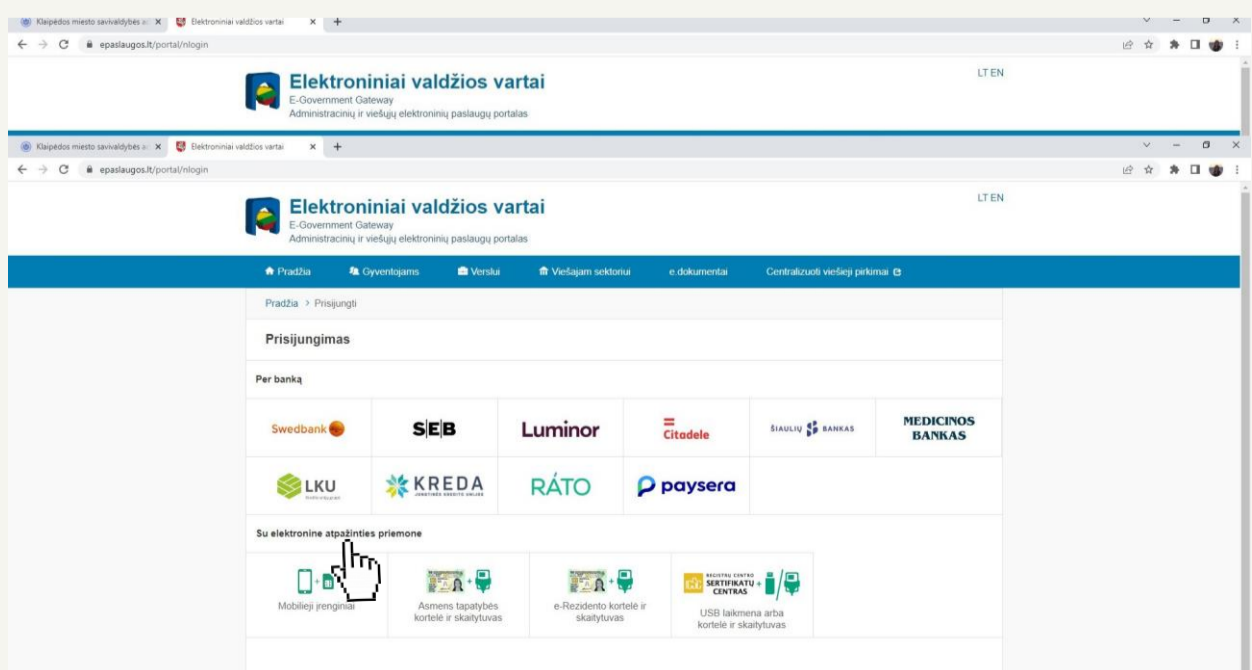 Klaipėdos miesto savivaldybės a
Elektroniniai valdžios vartai
epaslaugos.lt/portal/nlogin
LT EN
Elektroniniai valdžios vartai
E-Government Gateway
Administracinių ir viešųjų elektroninių paslaugų portalas
Klaipėdos miesto savivaldybės a
Elektroniniai valdžios vartai
epaslaugos.lt/portal/nlogin
LT EN
Elektroniniai valdžios vartai
E-Government Gateway
Administracinių ir viešųjų elektroninių paslaugų portalas
Pradžia Gyventojams Verslui Viešajam sektoriui e.dokumentai Centralizuoti viešieji pirkimai
Pradžia > Prisijungti
Prisijungimas
Per banką
Swedbank SEB Luminor Citadele ŠIAULIŲ BANKAS MEDICINOS
BANKAS
LKU KREDA RÁTO paysera
JUNGTINĖS KREDITO UNIJOS
Su elektronine atpažinties priemone
REGISTRŲ CENTRO
SERTIFIKATŲ
CENTRAS
Mobilieji įrenginiai
Asmens tapatybės
kortelė ir skaitytuvas
e-Rezidento kortelė ir
skaitytuvas
USB laikmena arba
kortelė ir skaitytuvas